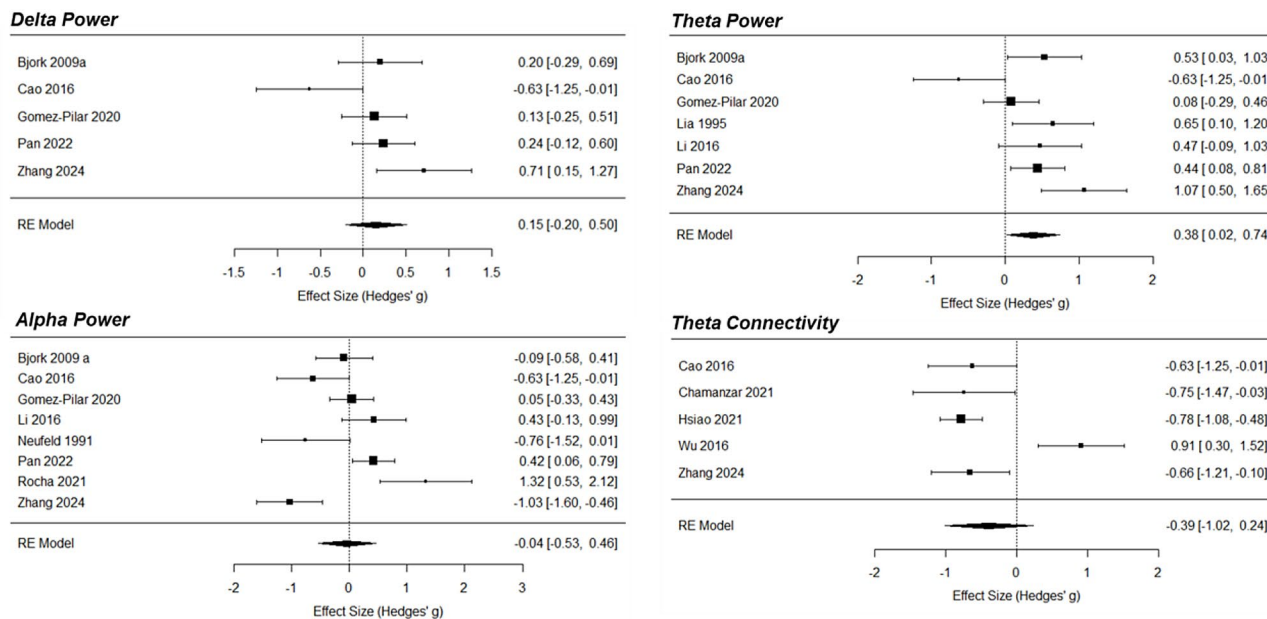 Delta Power
Bjork 2009a 0.20 [-0.29, 0.69]
Cao 2016 -0.63 [-1.25, -0.01]
Gomez-Pilar 2020 0.13 [-0.25, 0.51]
Pan 2022 0.24 [-0.12, 0.60]
Zhang 2024 0.71 [ 0.15, 1.27]
RE Model 0.15 [-0.20, 0.50]
-1.5 -1 -0.5 0 0.5 1 1.5
Effect Size (Hedges' g)
Theta Power
Bjork 2009a 0.53 [ 0.03, 1.03
Cao 2016 -0.63 [-1.25, -0.01
Gomez-Pilar 2020 0.08 [-0.29, 0.46
Lia 1995 0.65 [ 0.10, 1.20
Li 2016 0.47 [-0.09, 1.03
Pan 2022 0.44 [ 0.08, 0.81
Zhang 2024 1.07 [ 0.50, 1.65
RE Model 0.38 [ 0.02, 0.74
-2 -1 0 1 2
Effect Size (Hedges' g)
Alpha Power
Bjork 2009 a -0.09 [-0.58, 0.41]
Cao 2016 -0.63 [-1.25, -0.01]
Gomez-Pilar 2020 0.05 [-0.33, 0.43]
Li 2016 0.43 [-0.13, 0.99]
Neufeld 1991 -0.76 [-1.52, 0.01]
Pan 2022 0.42 [ 0.06, 0.79]
Rocha 2021 1.32 [ 0.53, 2.12]
Zhang 2024 -1.03 [-1.60, -0.46]
RE Model -0.04 [-0.53, 0.46]
-2 -1 0 1 2 3
Effect Size (Hedges' g)
Theta Connectivity
Cao 2016 -0.63 [-1.25, -0.01]
Chamanzar 2021 -0.75 [-1.47, -0.03]
Hsiao 2021 -0.78 [-1.08, -0.48]
Wu 2016 0.91 [ 0.30, 1.52]
Zhang 2024 -0.66 [-1.21, -0.10]
RE Model -0.39 [-1.02, 0.24]
-2 -1 0 1 2
Effect Size (Hedges' g)